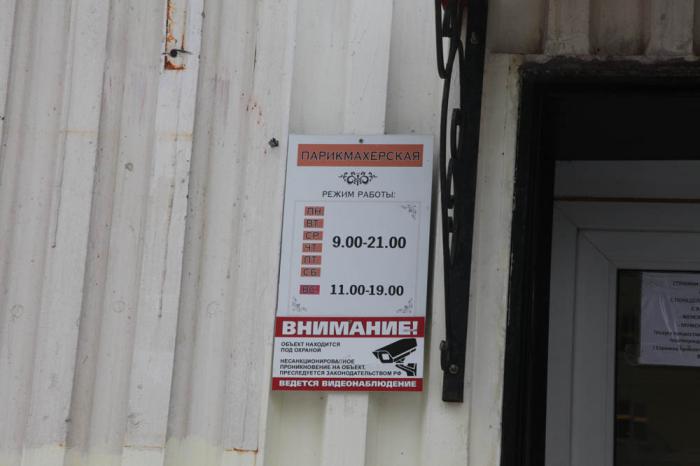 ПАРИКМАХЕРСКАЯ
РЕЖИМ РАБОТЫ:
ПН
ВТ
СР
ЧТ
ПТ
СБ
9.00-21.00
ВС
11.00-19.00
ВНИМАНИЕ!
ОБЪЕКТ НАХОДИТСЯ
ПОД ОХРАНОЙ
НЕСАНКЦИОНИРОВАННОЕ
ПРОНИКНОВЕНИЕ НА ОБЪЕКТ,
ПРЕСЛЕДУЕТСЯ ЗАКОНОДАТЕЛЬСТВОМ РФ
ВЕДЕТСЯ ВИДЕОНАБЛЮДЕНИЕ